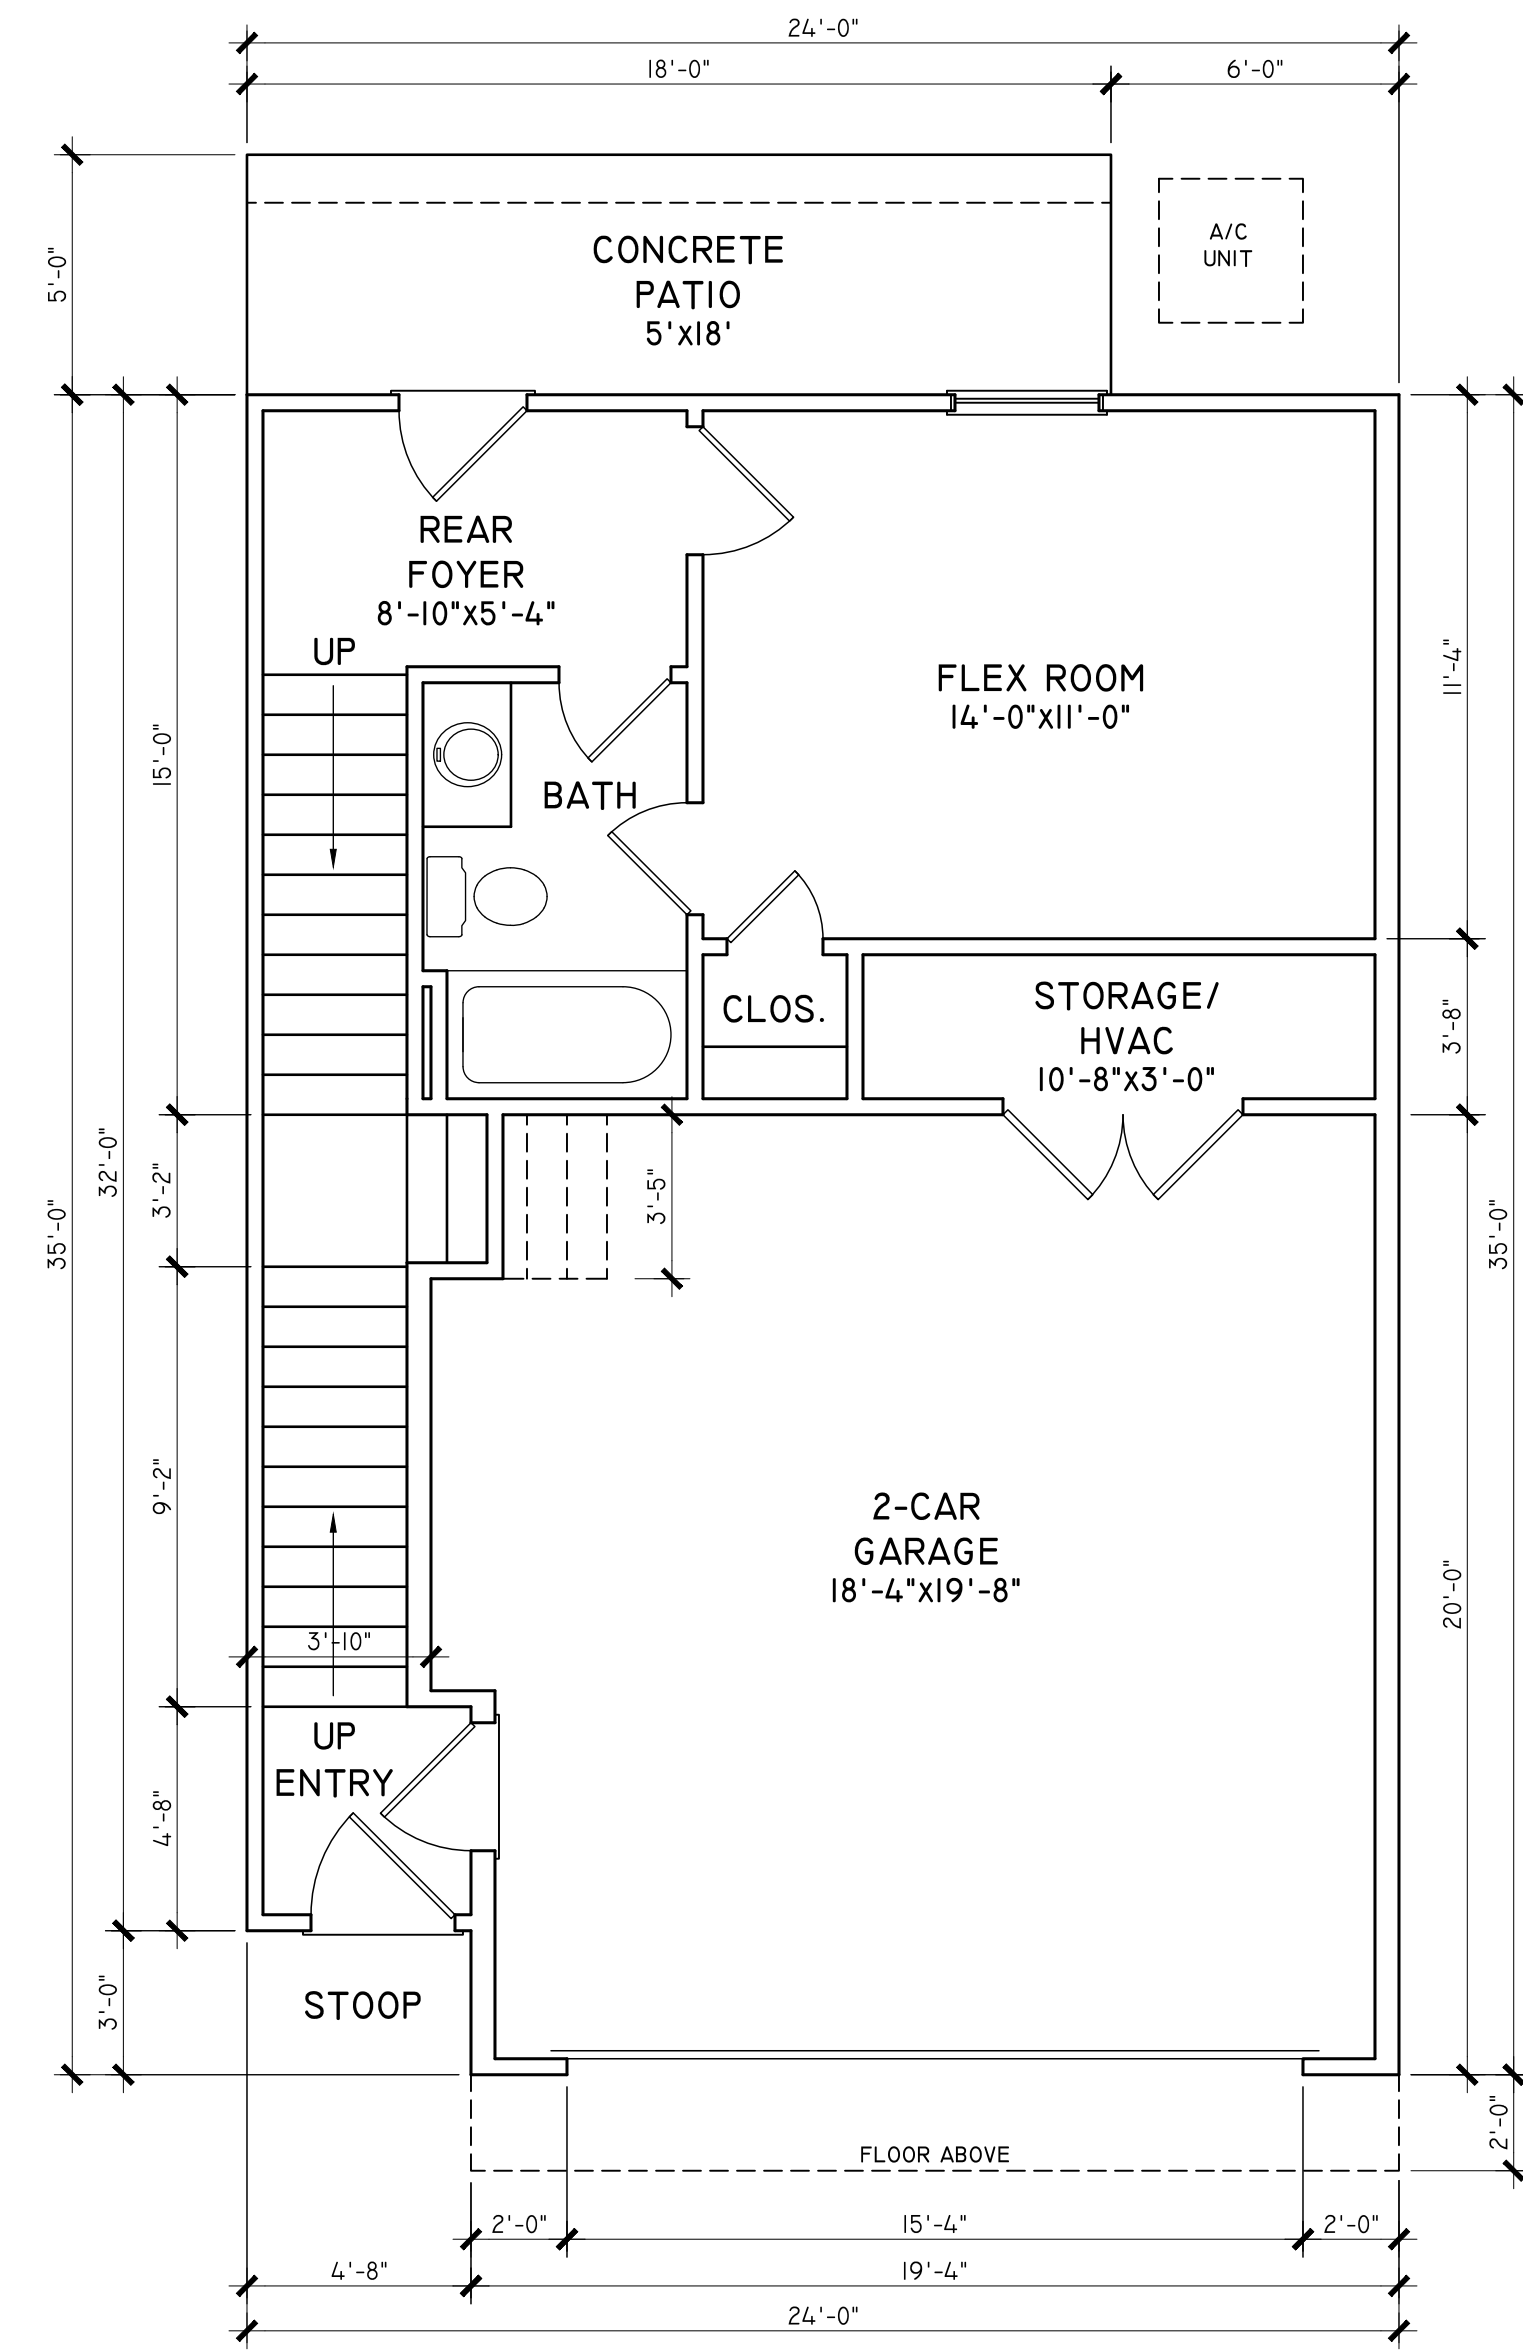 24'-0"
18'-0"
6'-0"
A/C
UNIT
CONCRETE
PATIO
5'X18'
5'-0"
REAR
FOYER
8'-10"X5'-4"
UP
FLEX ROOM
14'-0"X11'-0"
11'-4"
15'-0"
BATH
CLOS.
STORAGE/
HVAC
10'-8"X3'-0"
3'-8"
32'-0"
3'-2"
3'-5"
35'-0"
35'-0"
9'-2"
2-CAR
GARAGE
18'-4"X19'-8"
20'-0"
3'-10"
UP
ENTRY
4'-8"
STOOP
3'-0"
2'-0"
FLOOR ABOVE
2'-0"
15'-4"
2'-0"
4'-8"
19'-4"
24'-0"